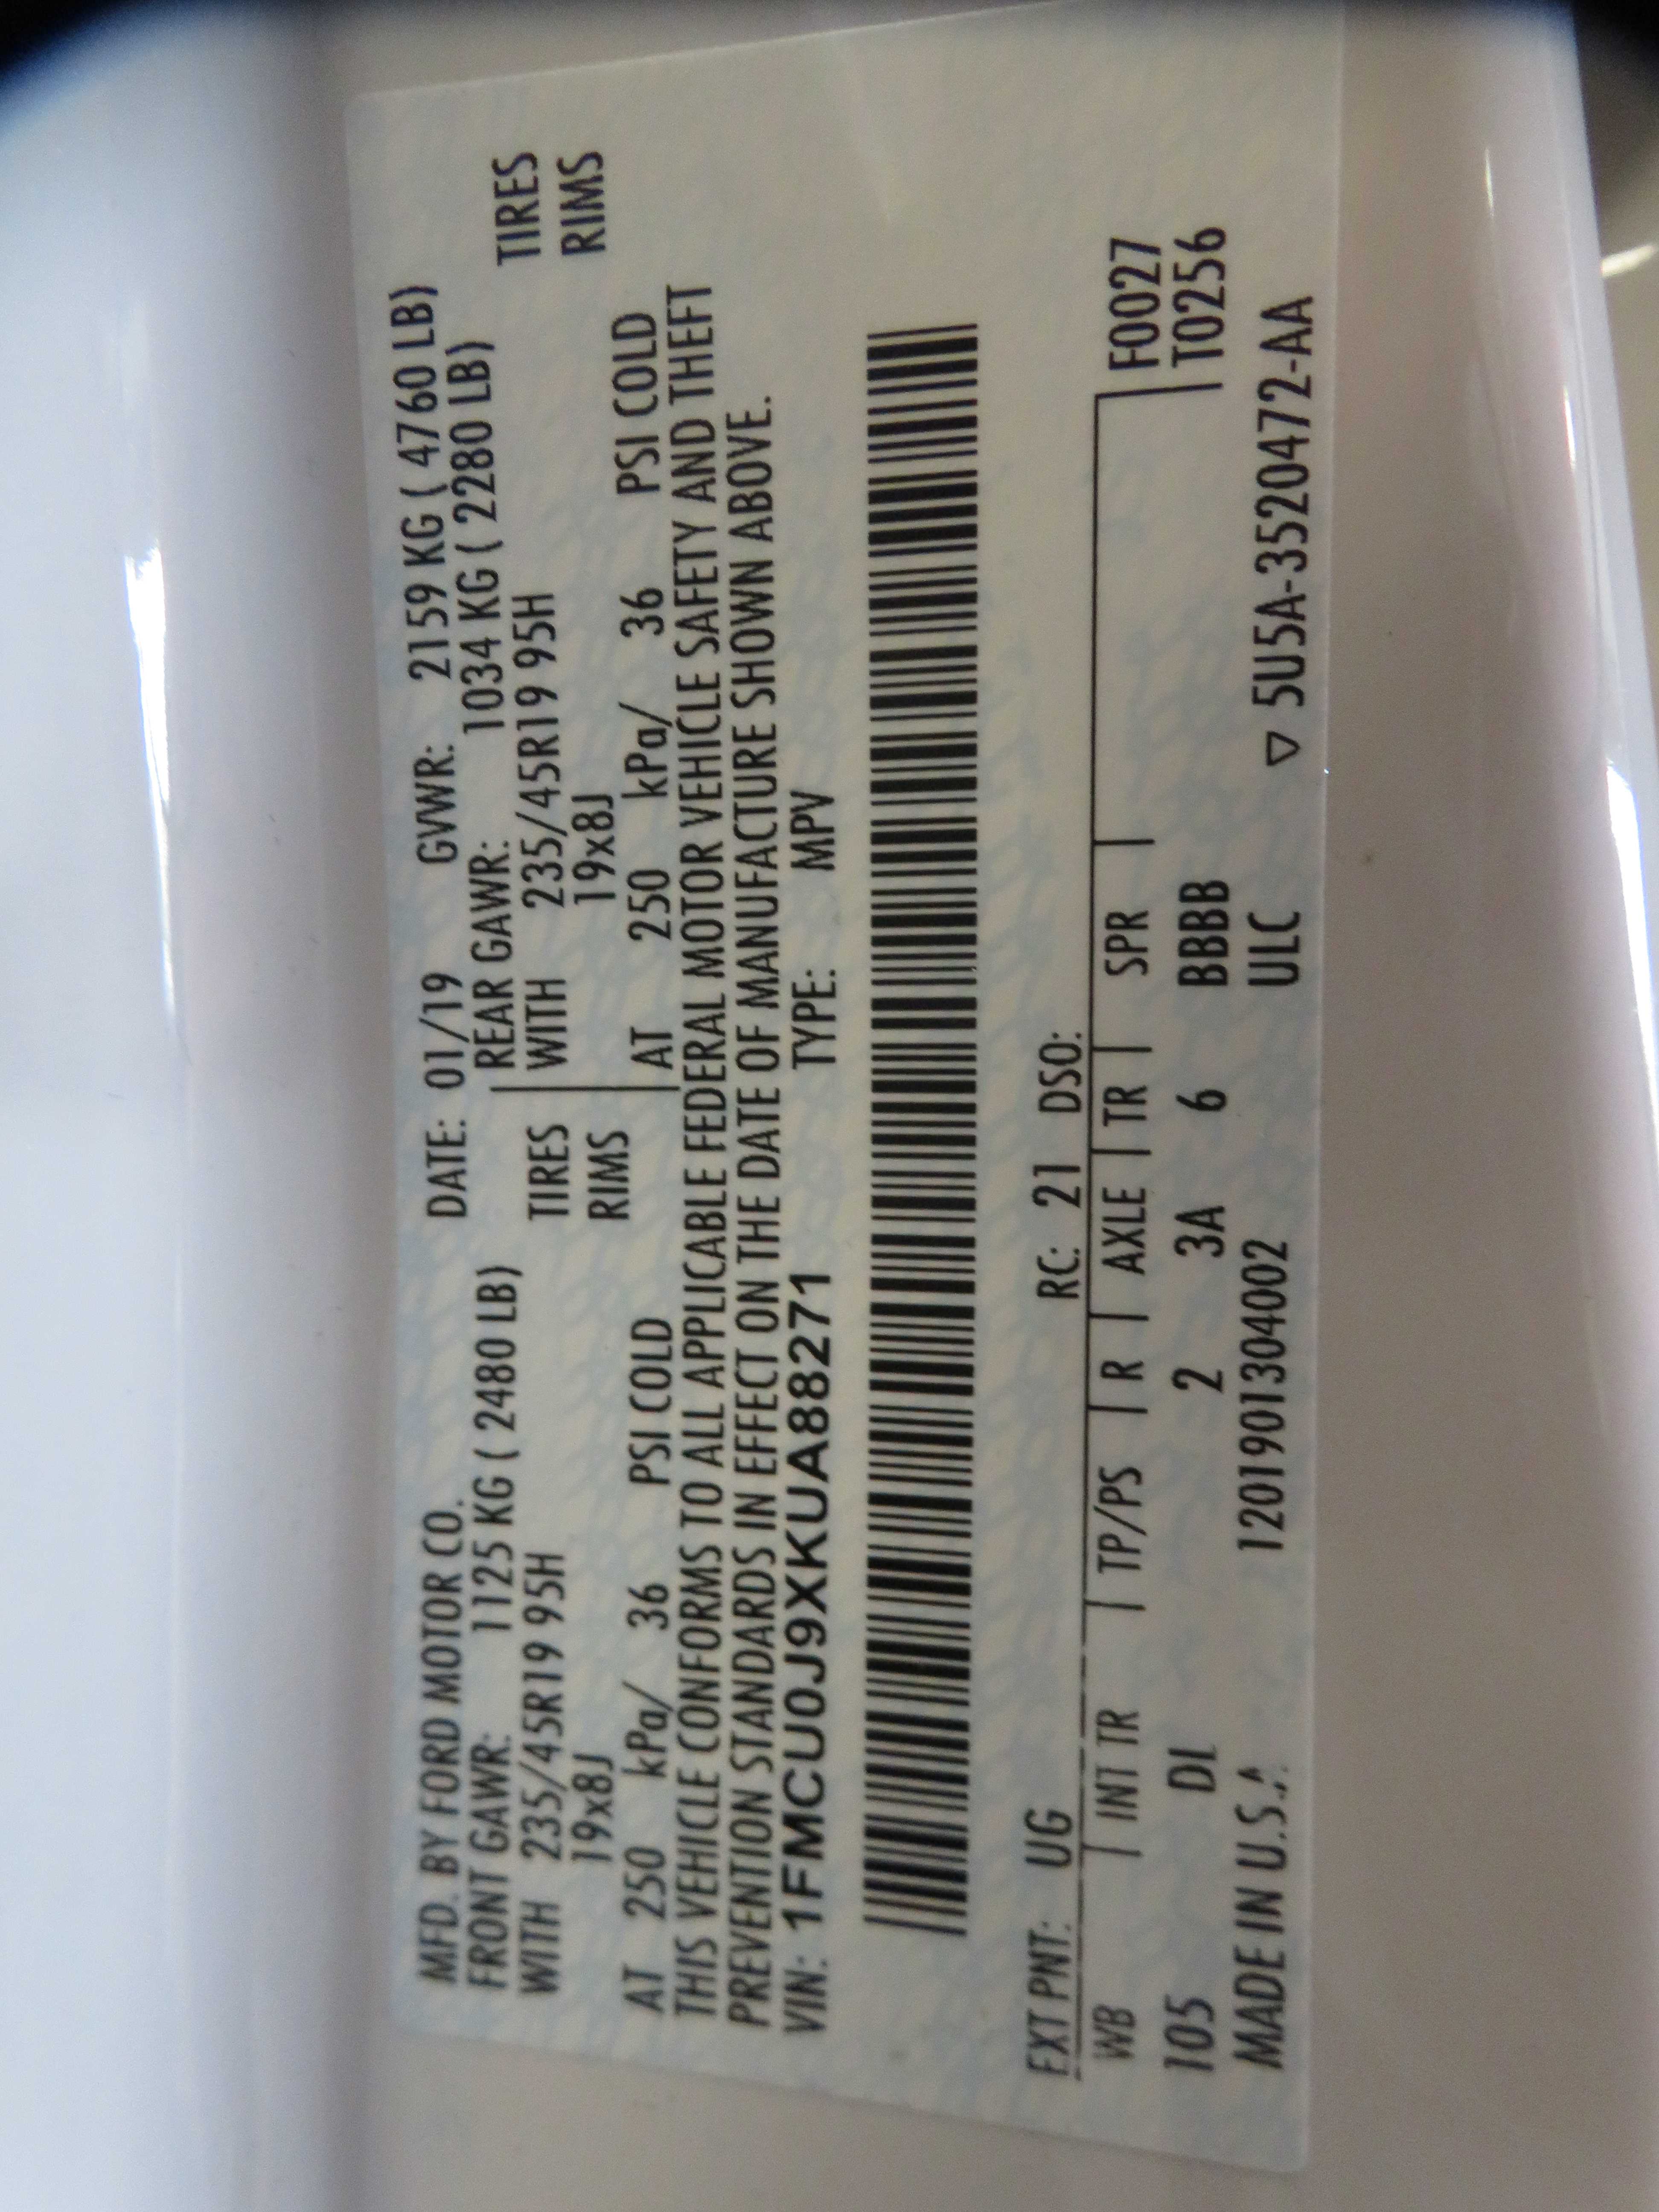 MFD. BY FORD MOTOR CO. DATE: 01/19 GVWR: 2159 KG ( 4760 LB)
FRONT GAWR: 1125 KG ( 2480 LB) REAR GAWR: 1034 KG ( 2280 LB)
WITH 235/45R19 95H TIRES WITH 235/45R19 95H TIRES
19x8J RIMS 19x8J RIMS
AT 250 kPa/ 36 PSI COLD AT 250 kPa/ 36 PSI COLD
THIS VEHICLE CONFORMS TO ALL APPLICABLE FEDERAL MOTOR VEHICLE SAFETY AND THEFT
PREVENTION STANDARDS IN EFFECT ON THE DATE OF MANUFACTURE SHOWN ABOVE.
VIN: 1FMCU0J9XKUA88271 TYPE: MPV
EXT PNT: UG RC: 21 DSO:
WB | INT TR | TP/PS | R | AXLE | TR | SPR | F0027
105 DL 2 3A 6 BBBB T0256
MADE IN U.S.A. 1201901304002 ULC ▽ 5U5A-3520472-AA